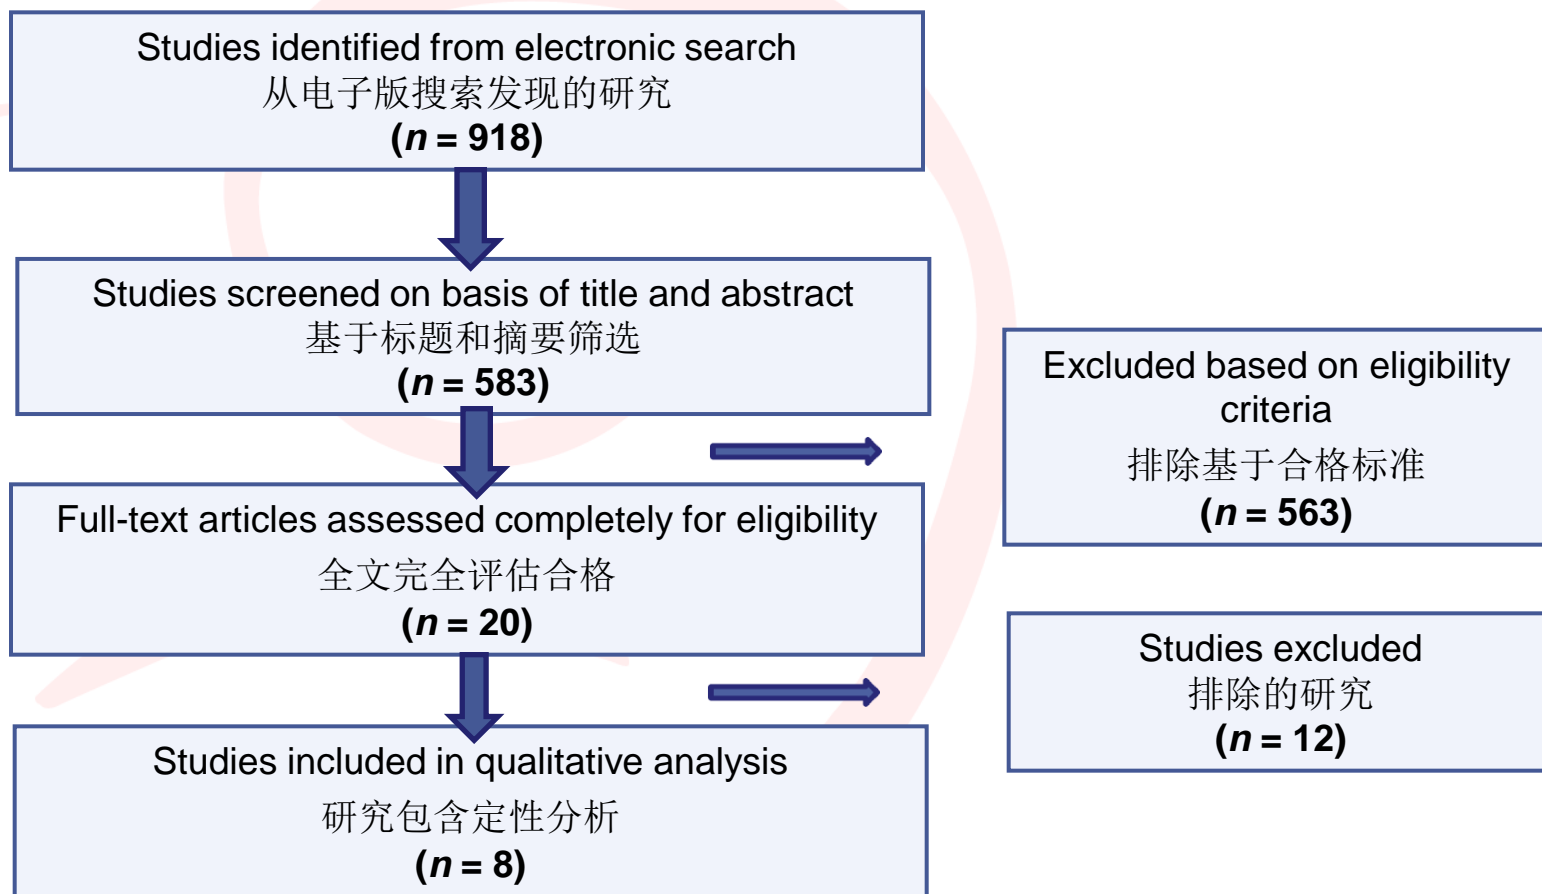 Studies identified from electronic search
从电子版搜索发现的研究
(n = 918)
Studies screened on basis of title and abstract
基于标题和摘要筛选
(n = 583)
Excluded based on eligibility
criteria
排除基于合格标准
(n = 563)
Full-text articles assessed completely for eligibility
全文完全评估合格
(n = 20)
Studies excluded
排除的研究
(n = 12)
Studies included in qualitative analysis
研究包含定性分析
(n = 8)